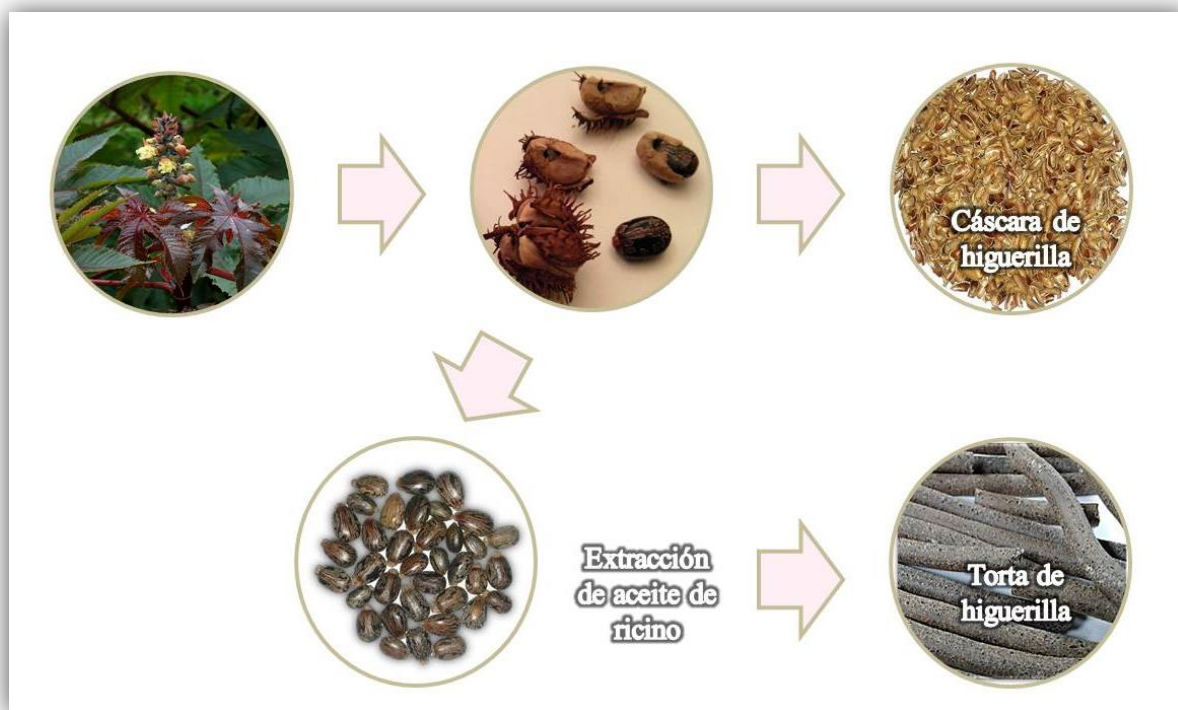 Cáscara de
higuerilla
Extracción
de aceite de
ricino
Torta de
higuerilla